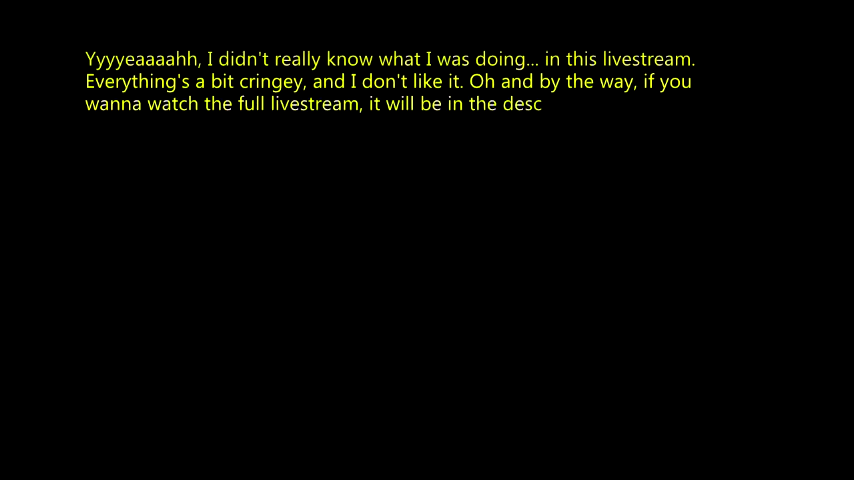 Yyyyeaaaahh, I didn't really know what I was doing... in this livestream.
Everything's a bit cringey, and I don't like it. Oh and by the way, if you
wanna watch the full livestream, it will be in the desc